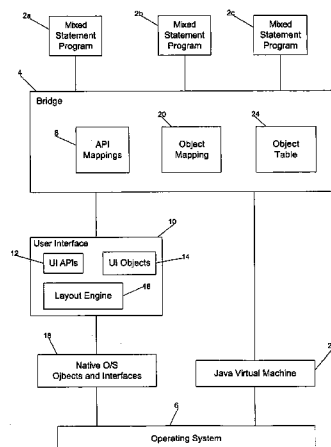 2a
2b
2c
Mixed
Statement
Program
Mixed
Statement
Program
Mixed
Statement
Program
4
Bridge
8
API
Mappings
20
Object
Mapping
24
Object
Table
10
User Interface
12
UI APIs
UI Objects
14
Layout Engine
16
18
Native O/S
Ojbects and Interfaces
Java Virtual Machine
6
Operating System